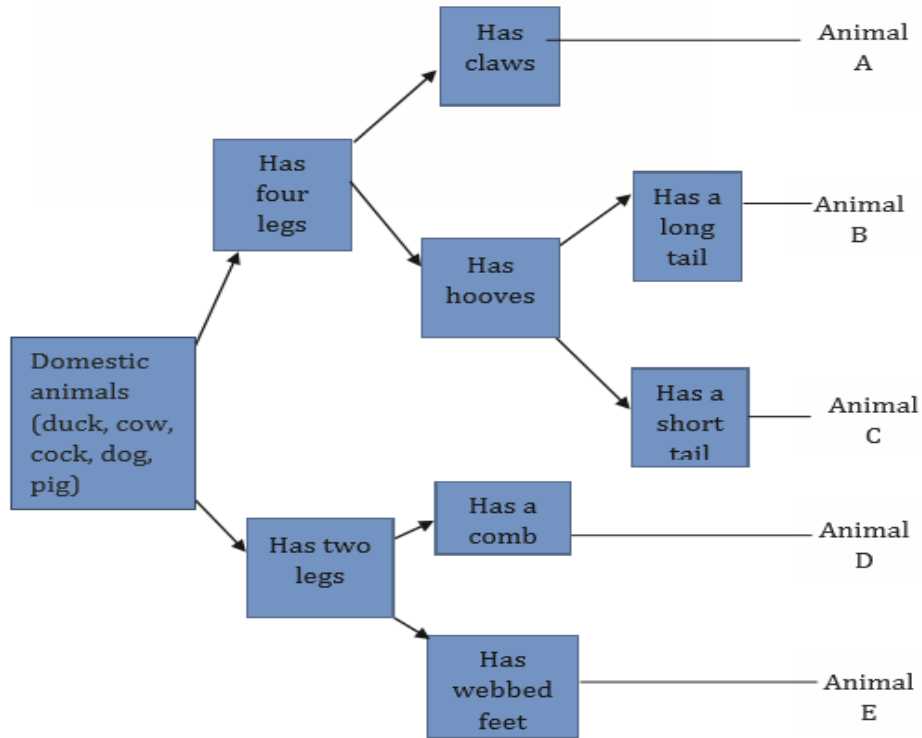 Has
claws
Animal
A
Has
four
legs
Has a
long
tail
Animal
B
Has
hooves
Domestic
animals
(duck, cow,
cock, dog,
pig)
Has a
short
tail
Animal
C
Has two
legs
Has a
comb
Animal
D
Has
webbed
feet
Animal
E